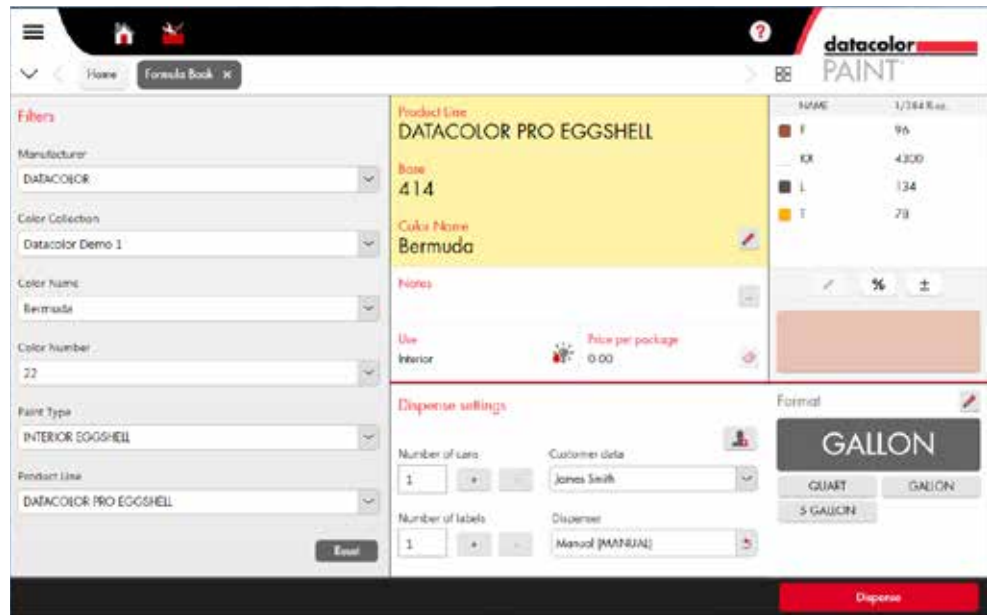 datacolor
PAINT
Home
Formula Book ×
Filters
Manufacturer
DATACOLOR
Color Collection
Datacolor Demo 1
Color Name
Bermuda
Color Number
22
Paint Type
INTERIOR EGGSHELL
Product Line
DATACOLOR PRO EGGSHELL
Reset
Product Line
DATACOLOR PRO EGGSHELL
Base
414
Color Name
Bermuda
Notes
...
Use
Interior
Price per package
0.00
NAME 1/384 fl oz.
F 96
KX 4300
L 134
T 78
% ±
Dispense settings
Number of cans
1 + -
Customer data
James Smith
Number of labels
1 + -
Dispenser
Manual [MANUAL]
Format
GALLON
QUART GALLON
5 GALLON
Dispense